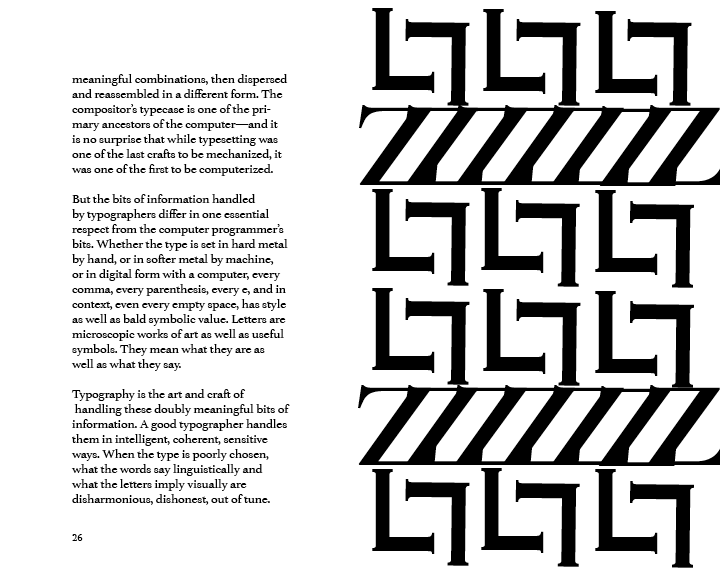 meaningful combinations, then dispersed
and reassembled in a different form. The
compositor's typecase is one of the pri-
mary ancestors of the computer—and it
is no surprise that while typesetting was
one of the last crafts to be mechanized, it
was one of the first to be computerized.
But the bits of information handled
by typographers differ in one essential
respect from the computer programmer's
bits. Whether the type is set in hard metal
by hand, or in softer metal by machine,
or in digital form with a computer, every
comma, every parenthesis, every e, and in
context, even every empty space, has style
as well as bald symbolic value. Letters are
microscopic works of art as well as useful
symbols. They mean what they are as
well as what they say.
Typography is the art and craft of
handling these doubly meaningful bits of
information. A good typographer handles
them in intelligent, coherent, sensitive
ways. When the type is poorly chosen,
what the words say linguistically and
what the letters imply visually are
disharmonious, dishonest, out of tune.
26